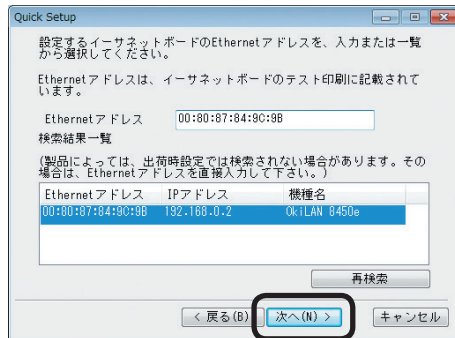 Quick Setup
設定するイーサネットボードのEthernetアドレスを、入力または一覧
から選択してください。
Ethernetアドレスは、イーサネットボードのテスト印刷に記載されて
います。
Ethernetアドレス
00:80:87:84:9C:9B
検索結果一覧
(製品によっては、出荷時設定では検索されない場合があります。その
場合は、Ethernetアドレスを直接入力して下さい。)
Ethernetアドレス IPアドレス 機種名
00:80:87:84:9C:9B 192.168.0.2 OkiLAN 8450e
再検索
< 戻る(B) 次へ(N) > キャンセル